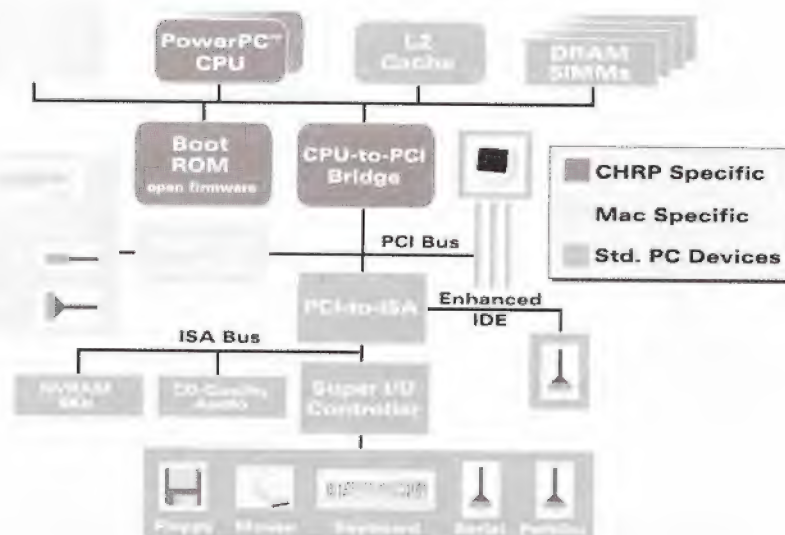 PowerPC™
CPU
L2
Cache
DRAM
SIMMs
Boot
ROM
open firmware
CPU-to-PCI
Bridge
CHRP Specific
Mac Specific
Std. PC Devices
PCI Bus
PCI-to-ISA
Enhanced
IDE
ISA Bus
NVRAM
CD-Quality
Audio
Super I/O
Controller
Floppy
Mouse
Keyboard
Serial
Parallel